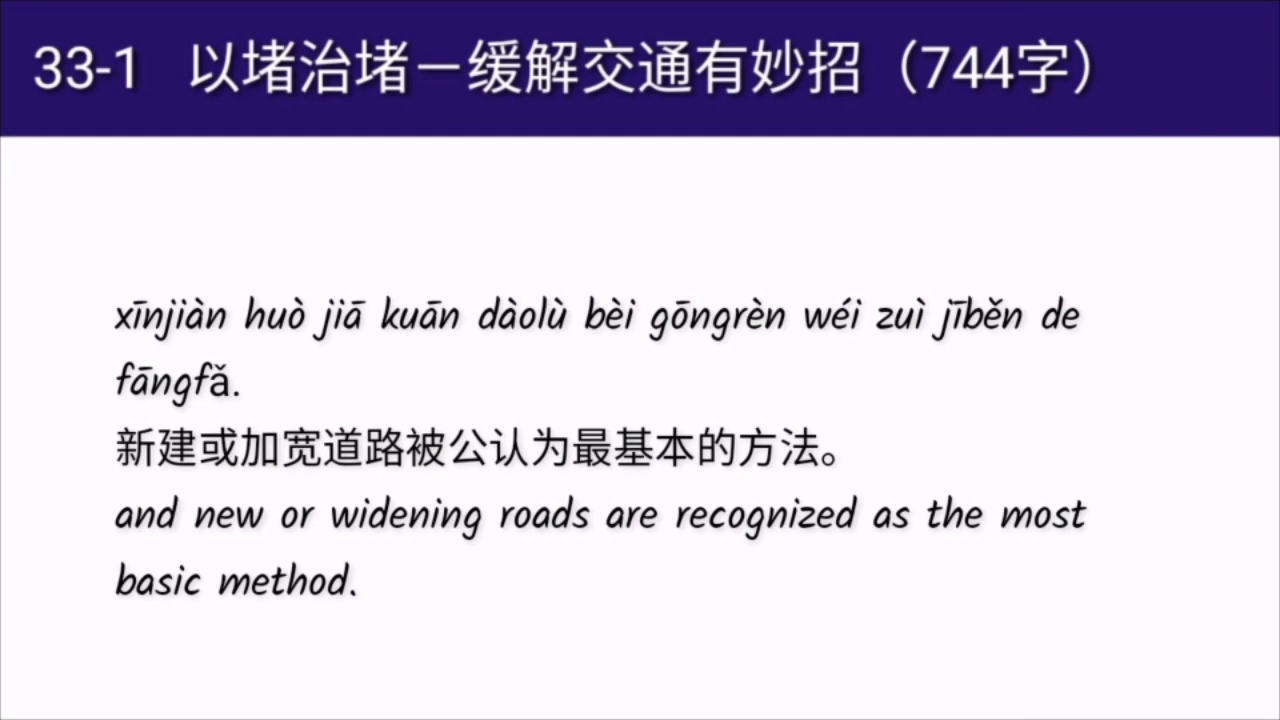 33-1 以堵治堵－缓解交通有妙招（744字）
xīnjiàn huò jiā kuān dàolù bèi gōngrèn wéi zuì jīběn de
fāngfǎ.
新建或加宽道路被公认为最基本的方法。
and new or widening roads are recognized as the most
basic method.